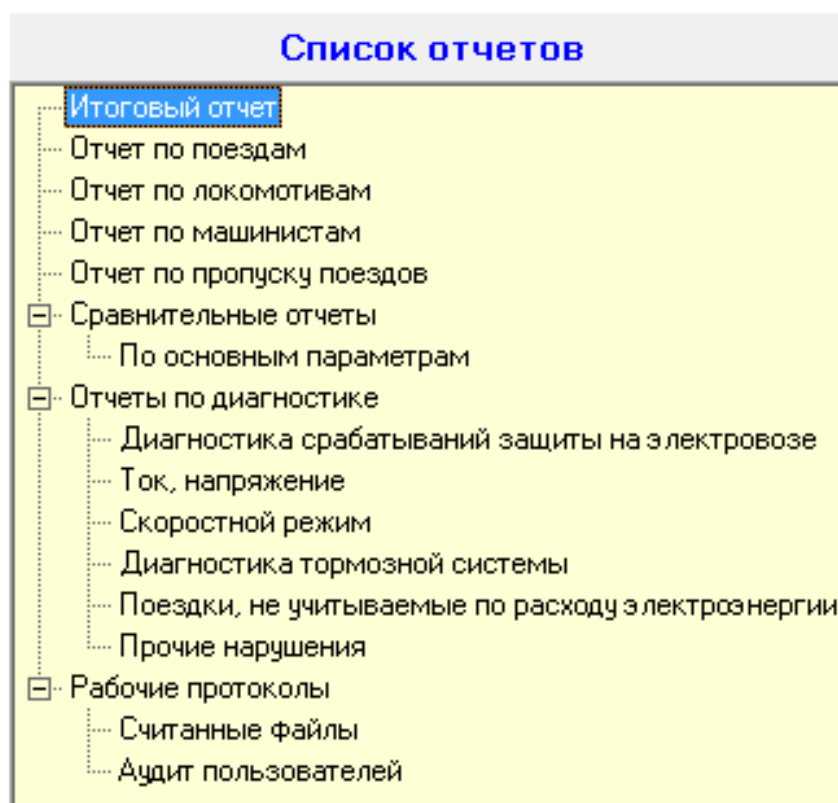 Список отчетов
Итоговый отчет
Отчет по поездам
Отчет по локомотивам
Отчет по машинистам
Отчет по пропуску поездов
Сравнительные отчеты
По основным параметрам
Отчеты по диагностике
Диагностика срабатываний защиты на электровозе
Ток, напряжение
Скоростной режим
Диагностика тормозной системы
Поездки, не учитываемые по расходу электроэнергии
Прочие нарушения
Рабочие протоколы
Считанные файлы
Аудит пользователей